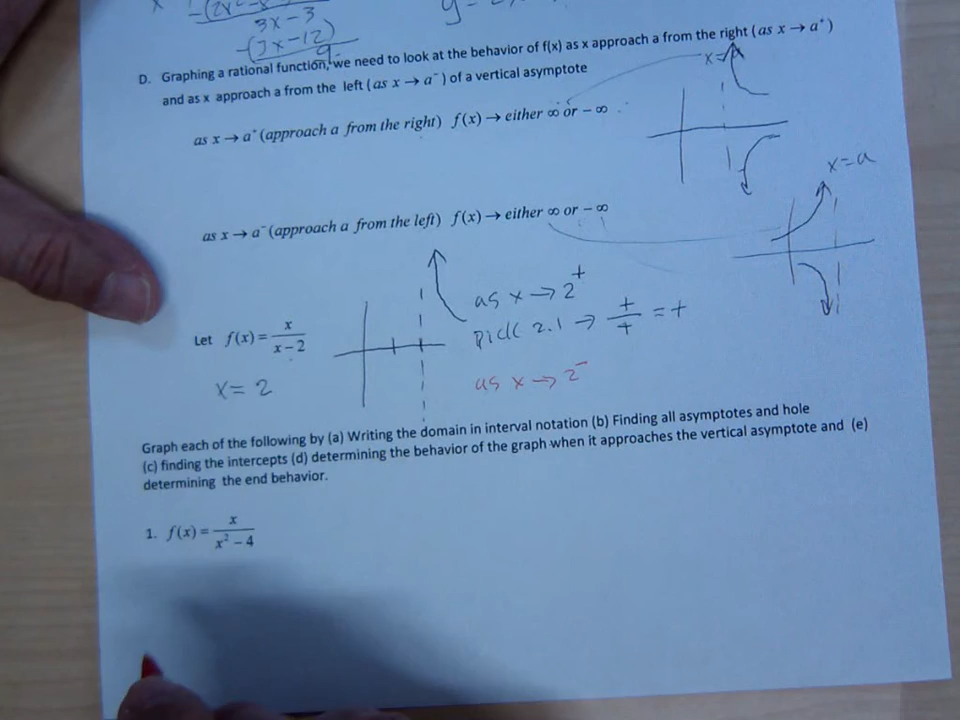 3x - 3
-(3x - 12)
9
D. Graphing a rational function, we need to look at the behavior of f(x) as x approach a from the right (as x → a⁺)
and as x approach a from the left (as x → a⁻) of a vertical asymptote
as x → a⁺ (approach a from the right) f(x) → either ∞ or − ∞
x = a
as x → a⁻ (approach a from the left) f(x) → either ∞ or − ∞
as x → 2⁺
Let f(x) = x / (x − 2)
pick 2.1 → + / + = +
x = 2
as x → 2⁻
Graph each of the following by (a) Writing the domain in interval notation (b) Finding all asymptotes and hole
(c) finding the intercepts (d) determining the behavior of the graph when it approaches the vertical asymptote and (e)
determining the end behavior.
1. f(x) = x / (x² − 4)